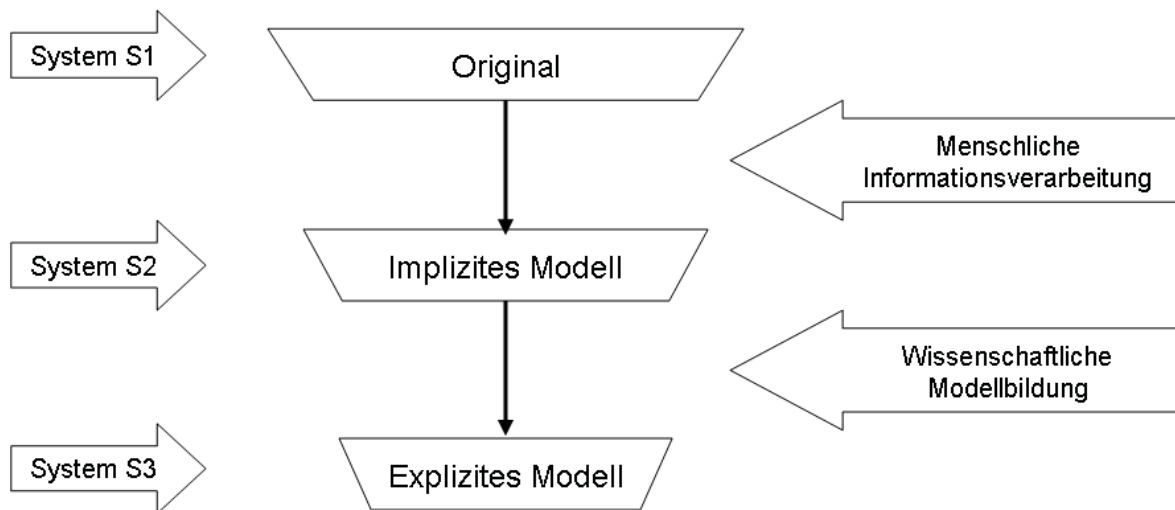 System S1
Original
Menschliche
Informationsverarbeitung
System S2
Implizites Modell
Wissenschaftliche
Modellbildung
System S3
Explizites Modell